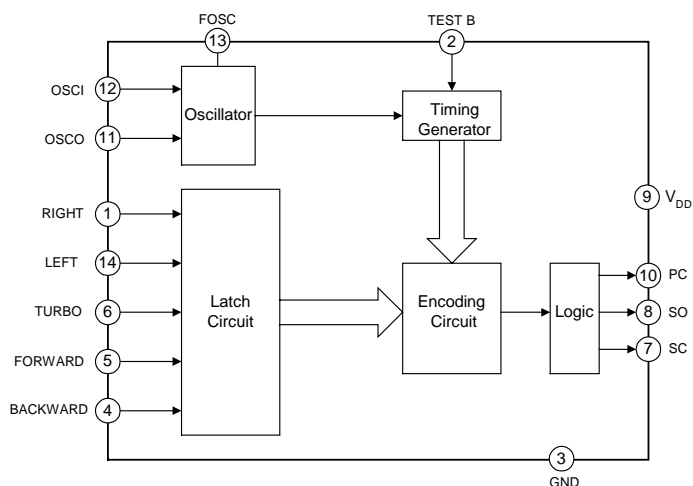 FOSC
TEST B
13
2
12
OSCI
Oscillator
Timing
Generator
11
OSCO
1
RIGHT
9
VDD
14
LEFT
Latch
Circuit
Encoding
Circuit
Logic
10
PC
6
TURBO
8
SO
5
FORWARD
7
SC
4
BACKWARD
3
GND